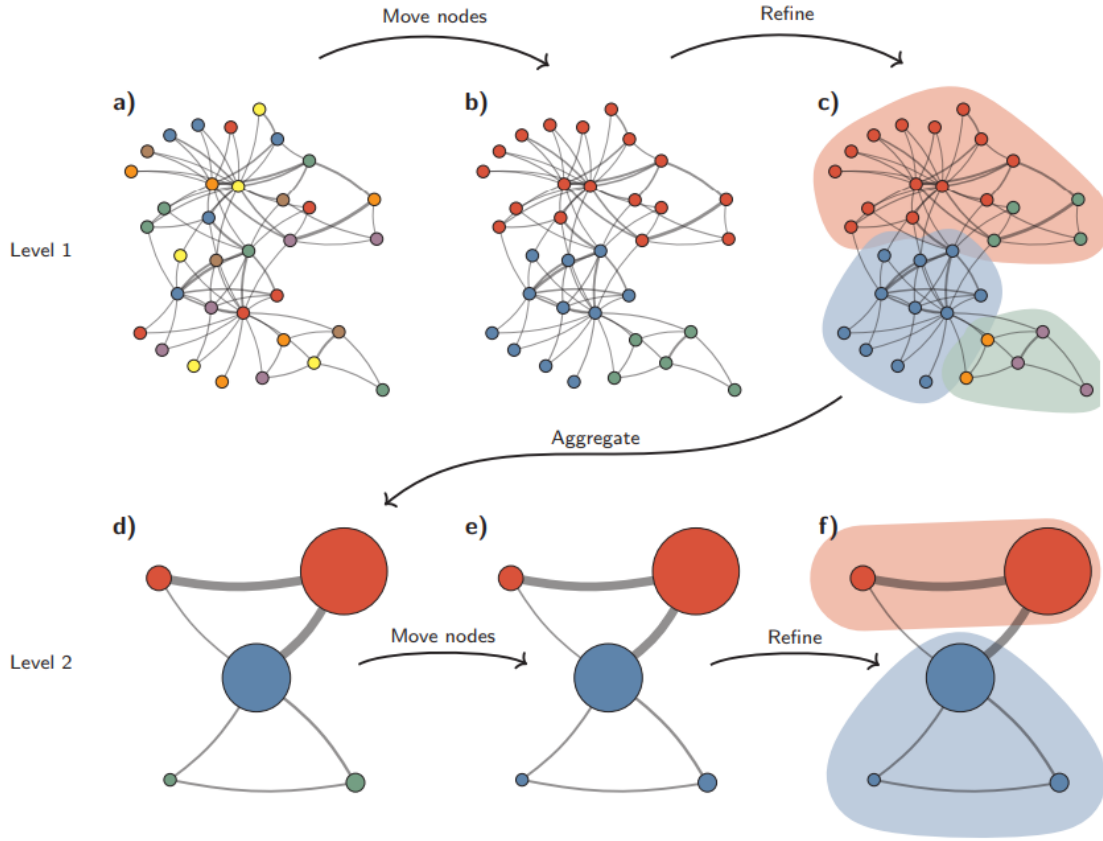 Move nodes
Refine
a)
b)
c)
Level 1
Aggregate
d)
e)
f)
Move nodes
Refine
Level 2